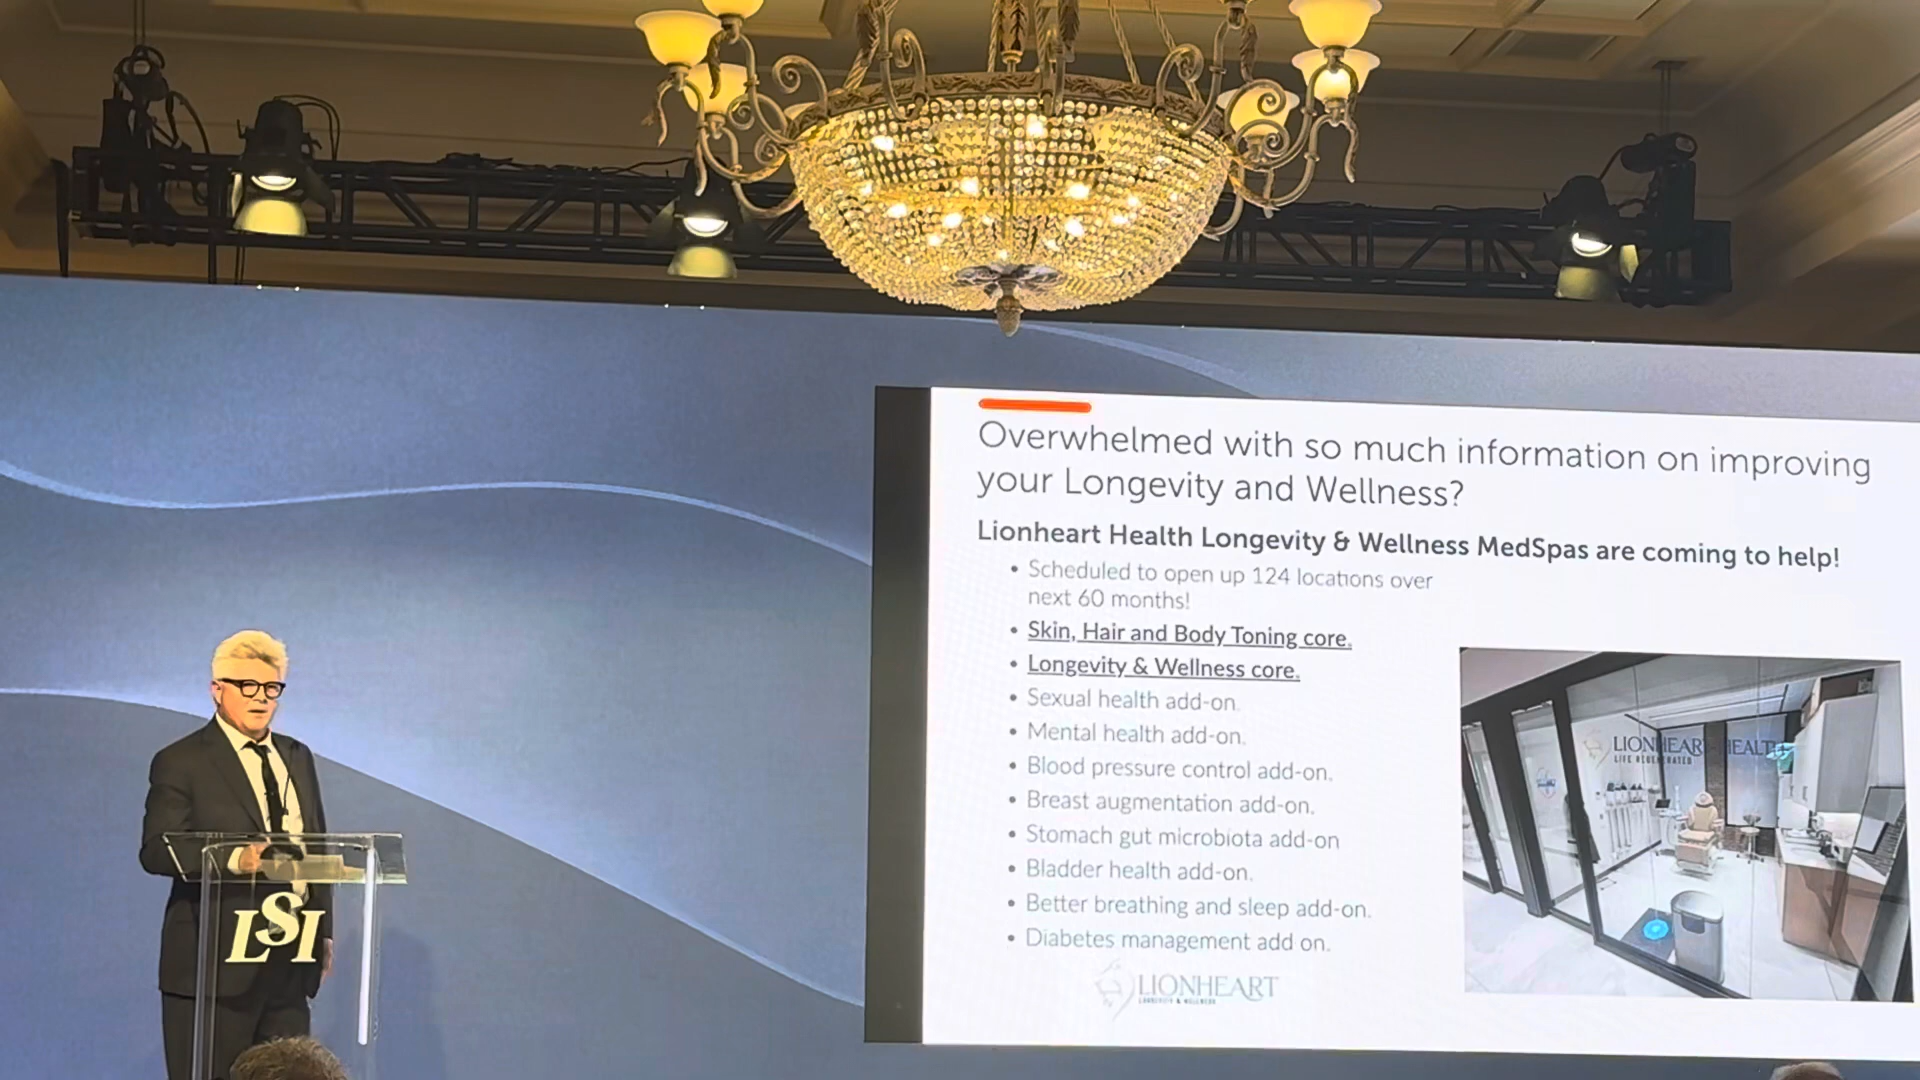 Overwhelmed with so much information on improving
your Longevity and Wellness?
Lionheart Health Longevity & Wellness MedSpas are coming to help!
• Scheduled to open up 124 locations over
next 60 months!
• Skin, Hair and Body Toning core.
• Longevity & Wellness core.
• Sexual health add-on.
• Mental health add-on.
• Blood pressure control add-on.
• Breast augmentation add-on.
• Stomach gut microbiota add-on
• Bladder health add-on.
• Better breathing and sleep add-on.
• Diabetes management add on.
LIONHEART
LONGEVITY & WELLNESS
LIONHEART HEALTH
LIFE REGENERATED
LSI